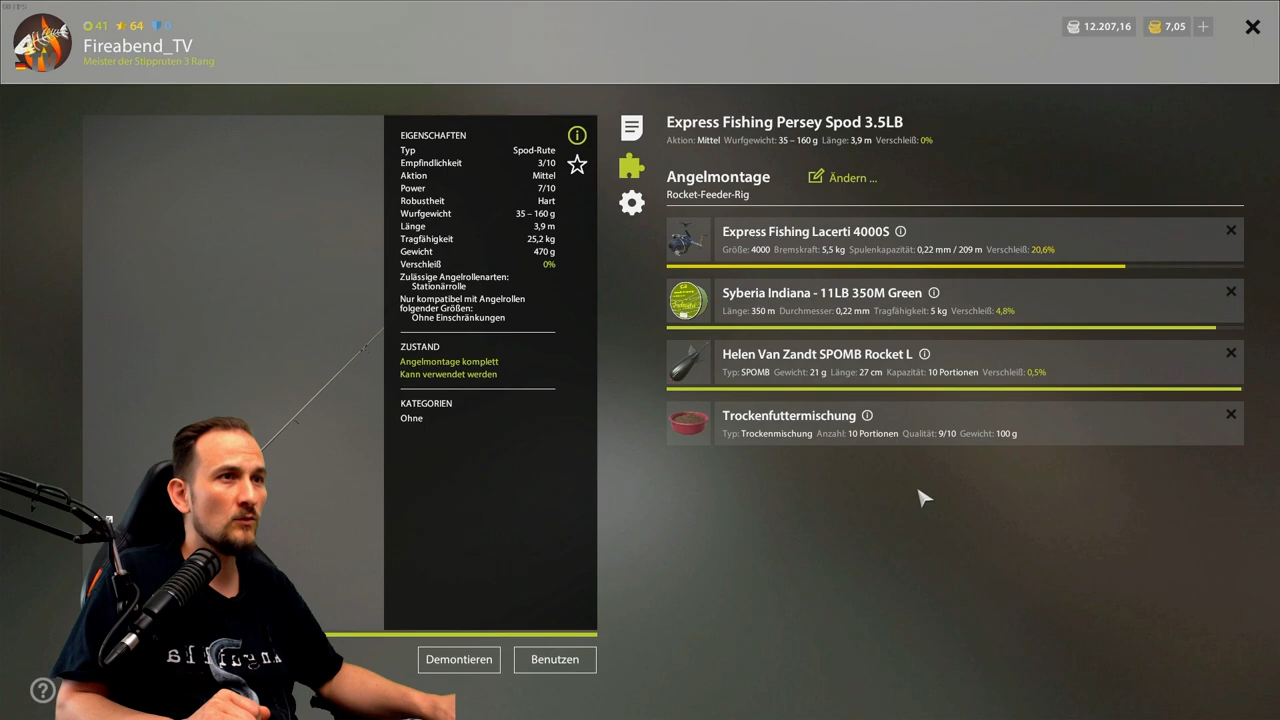 41 64 0
Fireabend_TV
Meister der Stippruten 3 Rang
12.207,16 7,05 +
EIGENSCHAFTEN
Typ Spod-Rute
Empfindlichkeit 3/10
Aktion Mittel
Power 7/10
Robustheit Hart
Wurfgewicht 35 – 160 g
Länge 3,9 m
Tragfähigkeit 25,2 kg
Gewicht 470 g
Verschleiß 0%
Zulässige Angelrollenarten:
Stationärrolle
Nur kompatibel mit Angelrollen
folgender Größen:
Ohne Einschränkungen
ZUSTAND
Angelmontage komplett
Kann verwendet werden
KATEGORIEN
Ohne
Demontieren
Benutzen
Express Fishing Persey Spod 3.5LB
Aktion: Mittel Wurfgewicht: 35 – 160 g Länge: 3,9 m Verschleiß: 0%
Angelmontage Ändern ...
Rocket-Feeder-Rig
Express Fishing Lacerti 4000S
Größe: 4000 Bremskraft: 5,5 kg Spulenkapazität: 0,22 mm / 209 m Verschleiß: 20,6%
Syberia Indiana - 11LB 350M Green
Länge: 350 m Durchmesser: 0,22 mm Tragfähigkeit: 5 kg Verschleiß: 4,8%
Helen Van Zandt SPOMB Rocket L
Typ: SPOMB Gewicht: 21 g Länge: 27 cm Kapazität: 10 Portionen Verschleiß: 0,5%
Trockenfuttermischung
Typ: Trockenmischung Anzahl: 10 Portionen Qualität: 9/10 Gewicht: 100 g
?